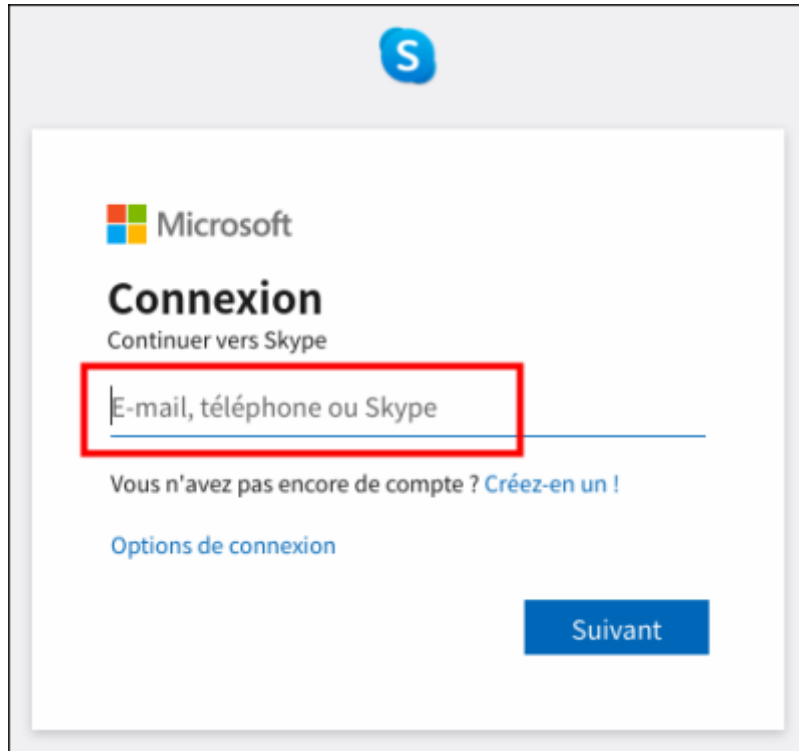 S
Microsoft
Connexion
Continuer vers Skype
E-mail, téléphone ou Skype
Vous n'avez pas encore de compte ? Créez-en un !
Options de connexion
Suivant